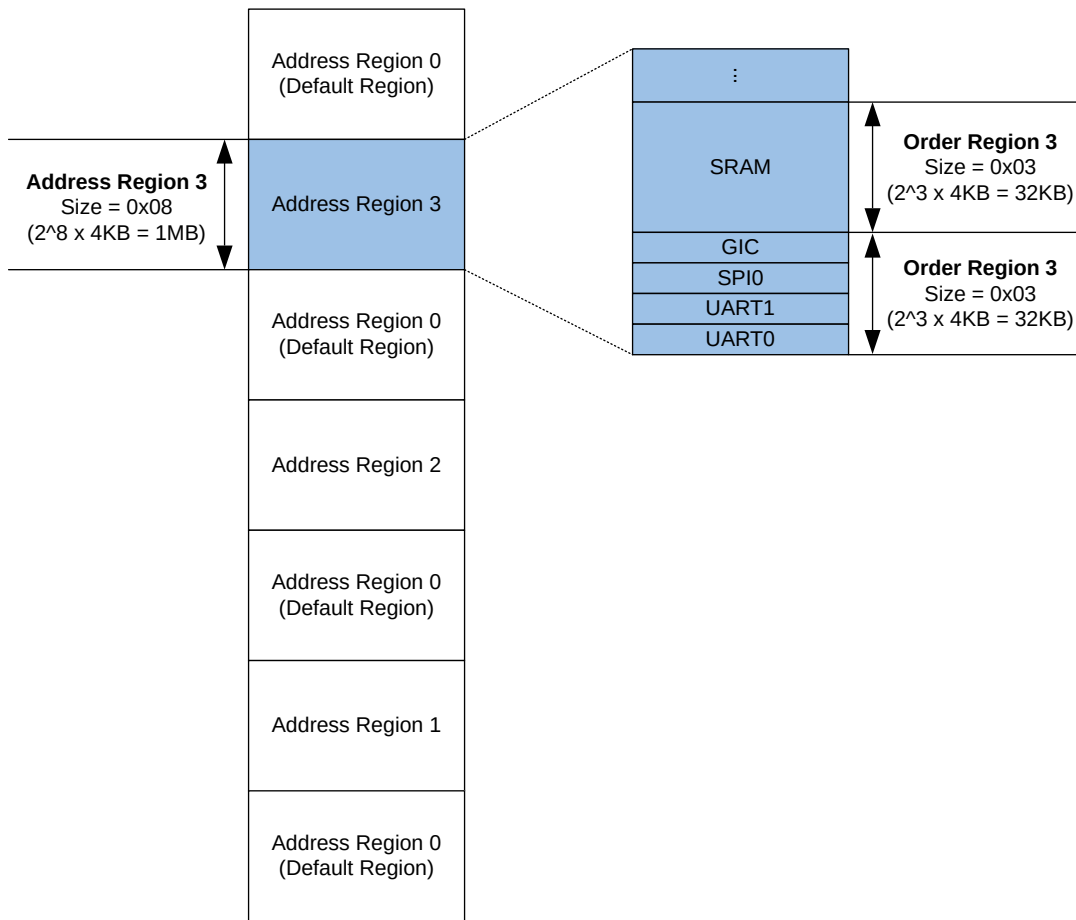 Address Region 0
(Default Region)
Address Region 3
Size = 0x08
(2^8 x 4KB = 1MB)
Address Region 3
Address Region 0
(Default Region)
Address Region 2
Address Region 0
(Default Region)
Address Region 1
Address Region 0
(Default Region)
...
SRAM
GIC
SPI0
UART1
UART0
Order Region 3
Size = 0x03
(2^3 x 4KB = 32KB)
Order Region 3
Size = 0x03
(2^3 x 4KB = 32KB)